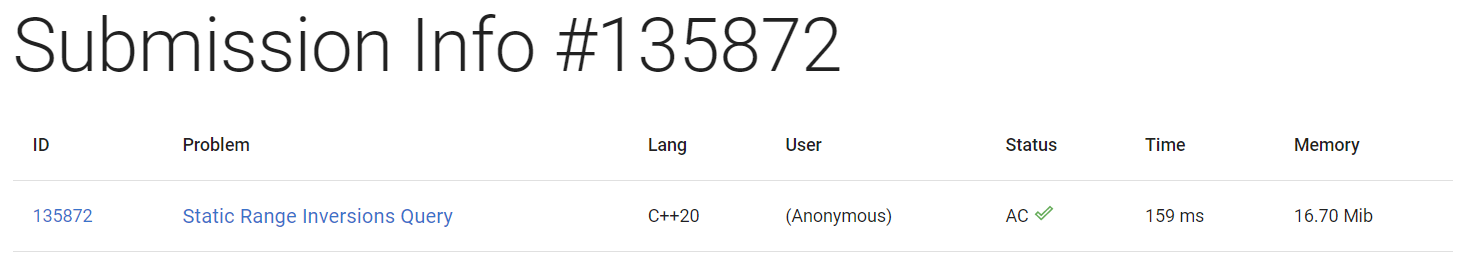 Submission Info #135872
ID Problem Lang User Status Time Memory
135872 Static Range Inversions Query C++20 (Anonymous) AC 159 ms 16.70 Mib